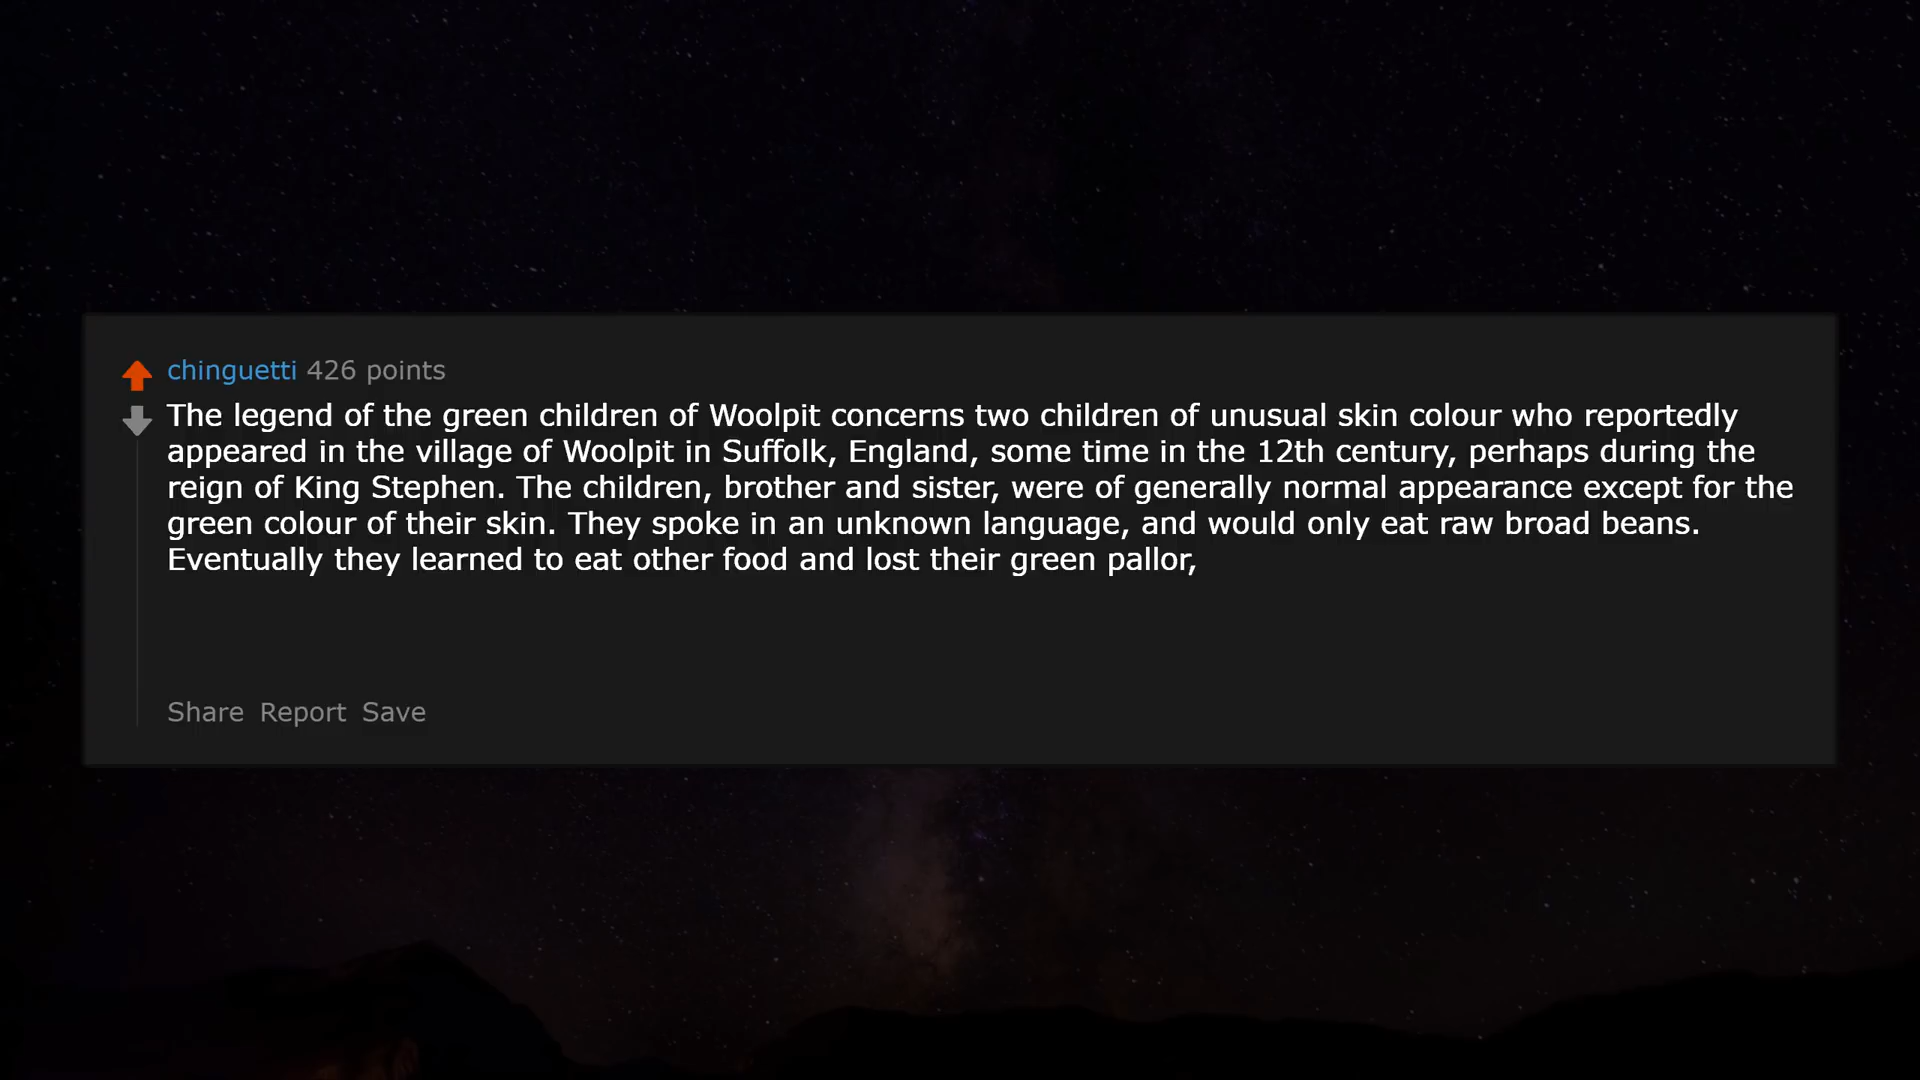 chinguetti 426 points
The legend of the green children of Woolpit concerns two children of unusual skin colour who reportedly
appeared in the village of Woolpit in Suffolk, England, some time in the 12th century, perhaps during the
reign of King Stephen. The children, brother and sister, were of generally normal appearance except for the
green colour of their skin. They spoke in an unknown language, and would only eat raw broad beans.
Eventually they learned to eat other food and lost their green pallor,
Share Report Save